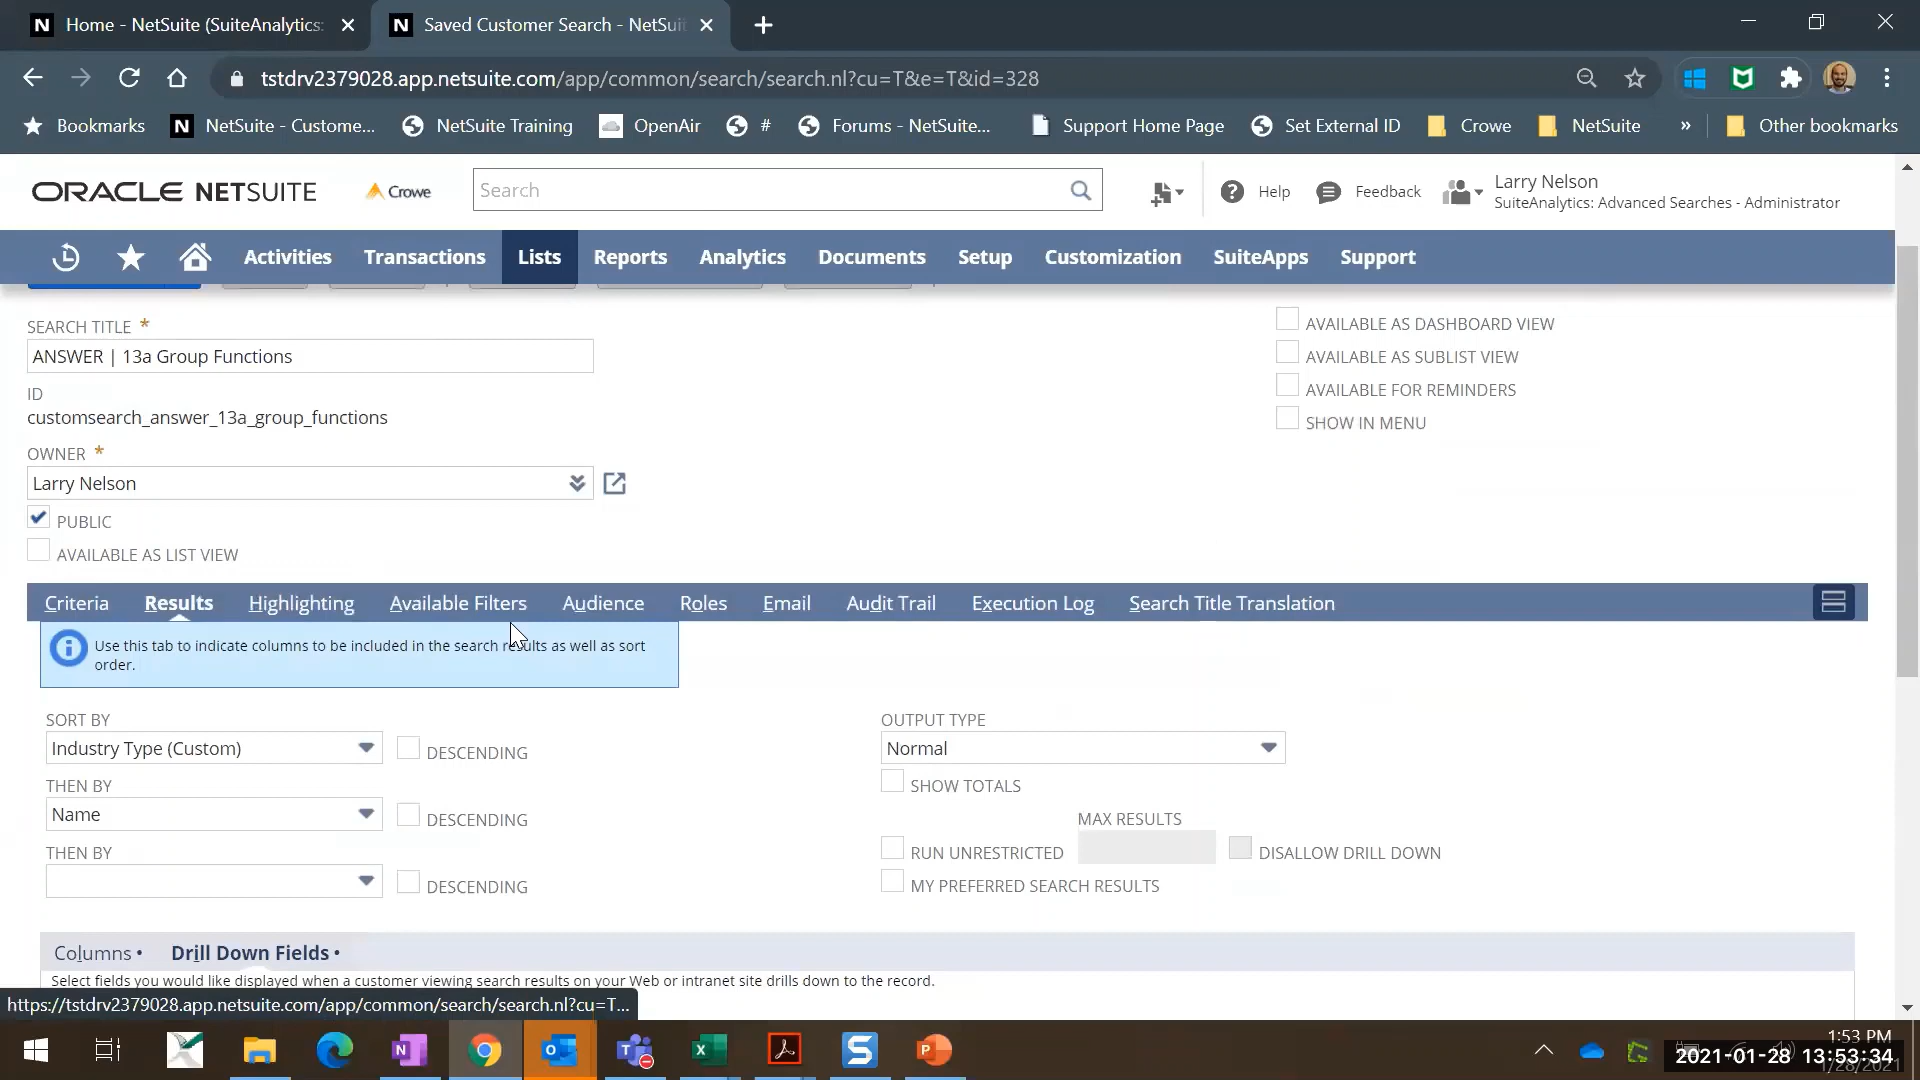 Home - NetSuite (SuiteAnalytics:
Saved Customer Search - NetSui
tstdrv2379028.app.netsuite.com/app/common/search/search.nl?cu=T&e=T&id=328
Bookmarks
NetSuite - Custome...
NetSuite Training
OpenAir
#
Forums - NetSuite...
Support Home Page
Set External ID
Crowe
NetSuite
»
Other bookmarks
ORACLE NETSUITE
Crowe
Search
Help
Feedback
Larry Nelson
SuiteAnalytics: Advanced Searches - Administrator
Activities
Transactions
Lists
Reports
Analytics
Documents
Setup
Customization
SuiteApps
Support
SEARCH TITLE *
ANSWER | 13a Group Functions
ID
customsearch_answer_13a_group_functions
OWNER *
Larry Nelson
PUBLIC
AVAILABLE AS LIST VIEW
AVAILABLE AS DASHBOARD VIEW
AVAILABLE AS SUBLIST VIEW
AVAILABLE FOR REMINDERS
SHOW IN MENU
Criteria
Results
Highlighting
Available Filters
Audience
Roles
Email
Audit Trail
Execution Log
Search Title Translation
Use this tab to indicate columns to be included in the search results as well as sort
order.
SORT BY
Industry Type (Custom)
DESCENDING
THEN BY
Name
DESCENDING
THEN BY
DESCENDING
OUTPUT TYPE
Normal
SHOW TOTALS
MAX RESULTS
RUN UNRESTRICTED
DISALLOW DRILL DOWN
MY PREFERRED SEARCH RESULTS
Columns •
Drill Down Fields •
Select fields you would like displayed when a customer viewing search results on your Web or intranet site drills down to the record.
https://tstdrv2379028.app.netsuite.com/app/common/search/search.nl?cu=T...
1:53 PM
2021-01-28 13:53:34
1/28/2021